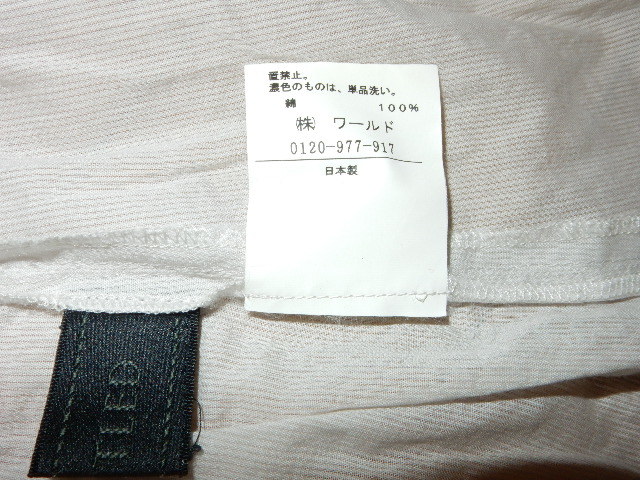 置禁止。
濃色のものは、単品洗い。
綿 100%
㈱ ワールド
0120-977-917
日本製